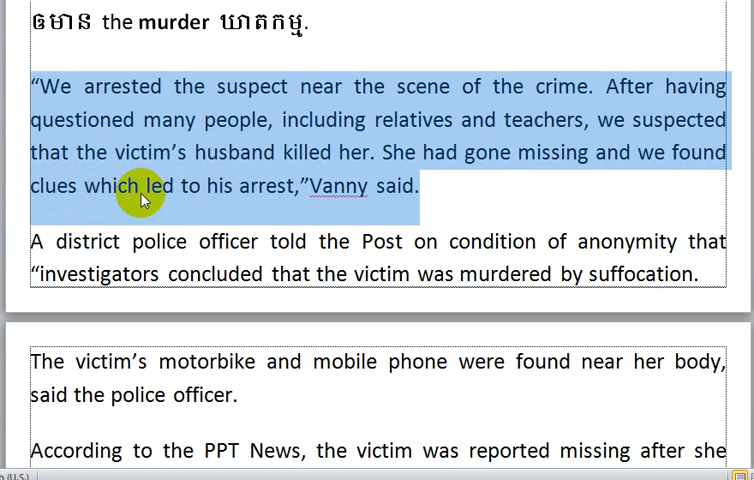 ឲ្យមាន the murder ឃាតកម្ម.
“We arrested the suspect near the scene of the crime. After having
questioned many people, including relatives and teachers, we suspected
that the victim’s husband killed her. She had gone missing and we found
clues which led to his arrest,”Vanny said.
A district police officer told the Post on condition of anonymity that
“investigators concluded that the victim was murdered by suffocation.
The victim’s motorbike and mobile phone were found near her body,
said the police officer.
According to the PPT News, the victim was reported missing after she
(U.S.)